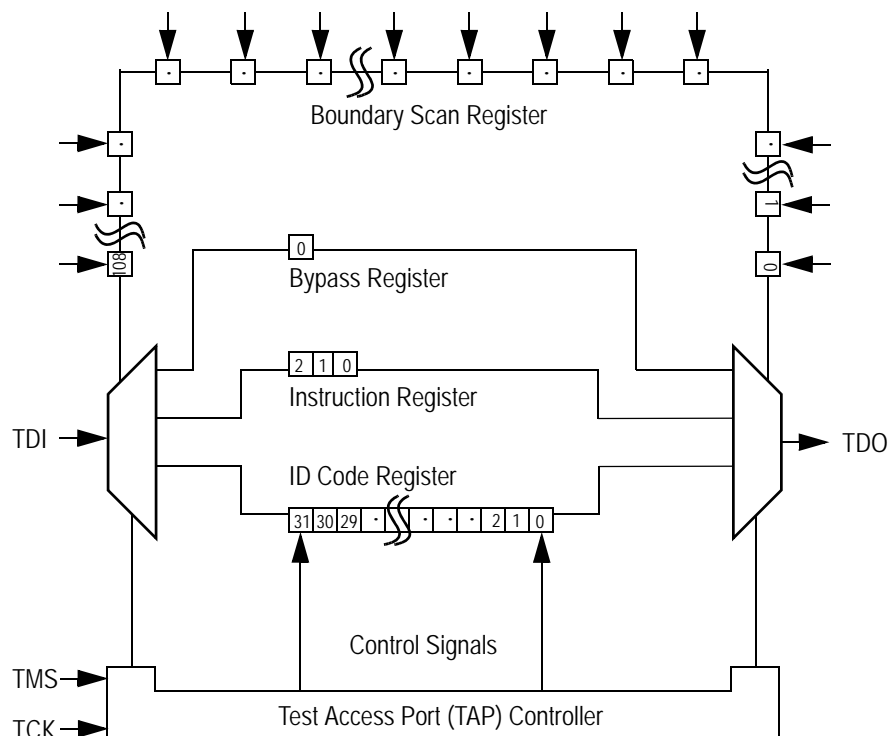 Boundary Scan Register
108
1
0
0
Bypass Register
2 1 0
Instruction Register
TDI
TDO
ID Code Register
31 30 29 · · · · 2 1 0
Control Signals
TMS
Test Access Port (TAP) Controller
TCK